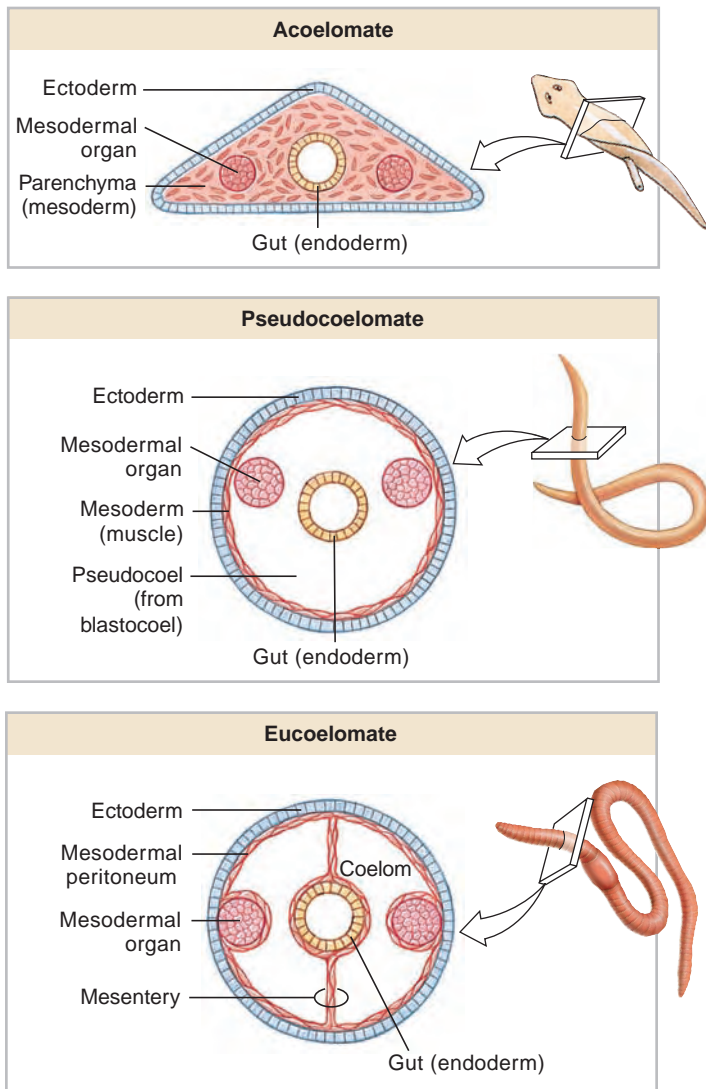 Acoelomate
Ectoderm
Mesodermal
organ
Parenchyma
(mesoderm)
Gut (endoderm)
Pseudocoelomate
Ectoderm
Mesodermal
organ
Mesoderm
(muscle)
Pseudocoel
(from
blastocoel)
Gut (endoderm)
Eucoelomate
Ectoderm
Mesodermal
peritoneum
Coelom
Mesodermal
organ
Mesentery
Gut (endoderm)